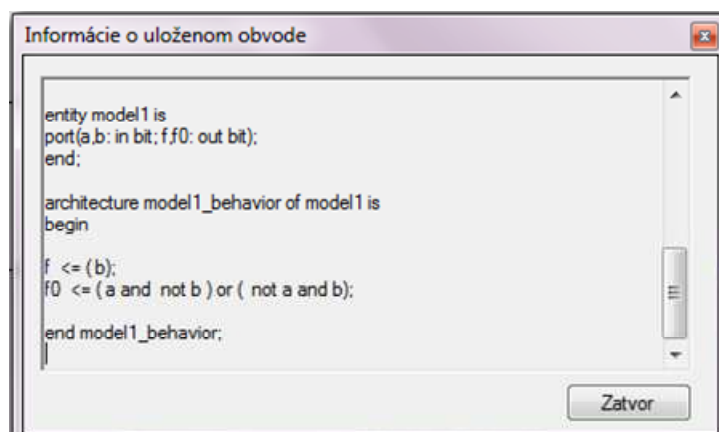 Informácie o uloženom obvode
entity model1 is
port(a,b: in bit; f,f0: out bit);
end;
architecture model1_behavior of model1 is
begin
f <= ( b);
f0 <= ( a and not b ) or ( not a and b);
end model1_behavior;
Zatvor